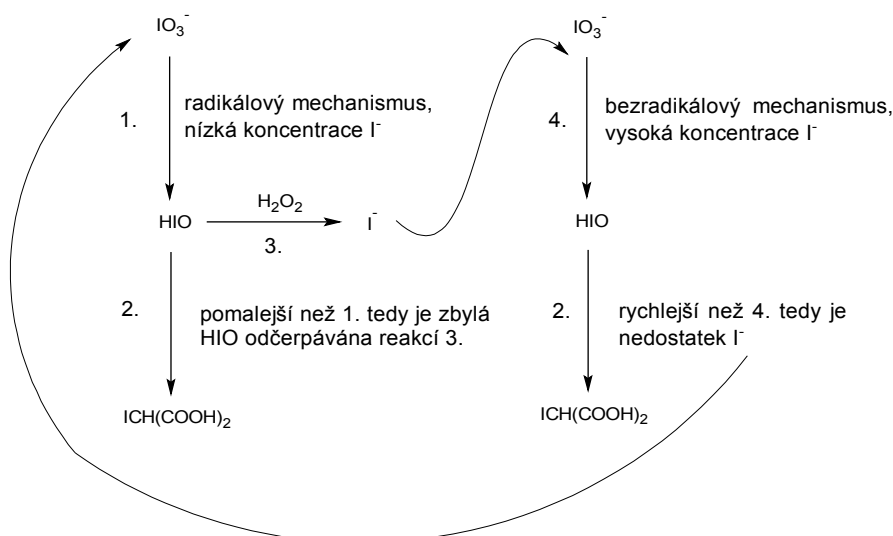 IO₃⁻
1.
radikálový mechanismus,
nízká koncentrace I⁻
HIO
H₂O₂
3.
I⁻
2.
pomalejší než 1. tedy je zbylá
HIO odčerpávána reakcí 3.
ICH(COOH)₂
IO₃⁻
4.
bezradikálový mechanismus,
vysoká koncentrace I⁻
HIO
2.
rychlejší než 4. tedy je
nedostatek I⁻
ICH(COOH)₂